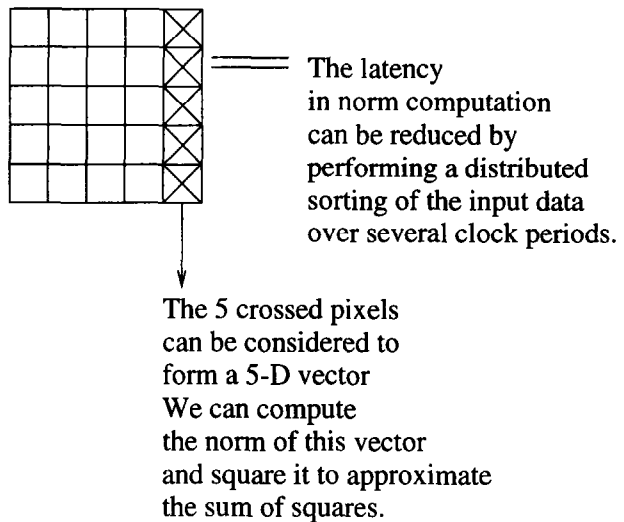 The latency
in norm computation
can be reduced by
performing a distributed
sorting of the input data
over several clock periods.
The 5 crossed pixels
can be considered to
form a 5-D vector
We can compute
the norm of this vector
and square it to approximate
the sum of squares.